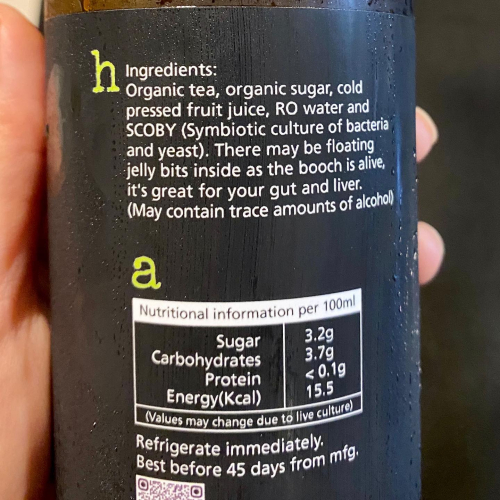 h
Ingredients:
Organic tea, organic sugar, cold
pressed fruit juice, RO water and
SCOBY (Symbiotic culture of bacteria
and yeast). There may be floating
jelly bits inside as the booch is alive,
it's great for your gut and liver.
(May contain trace amounts of alcohol)
a
Nutritional information per 100ml
Sugar 3.2g
Carbohydrates 3.7g
Protein <0.1g
Energy(Kcal) 15.5
(Values may change due to live culture)
Refrigerate immediately.
Best before 45 days from mfg.